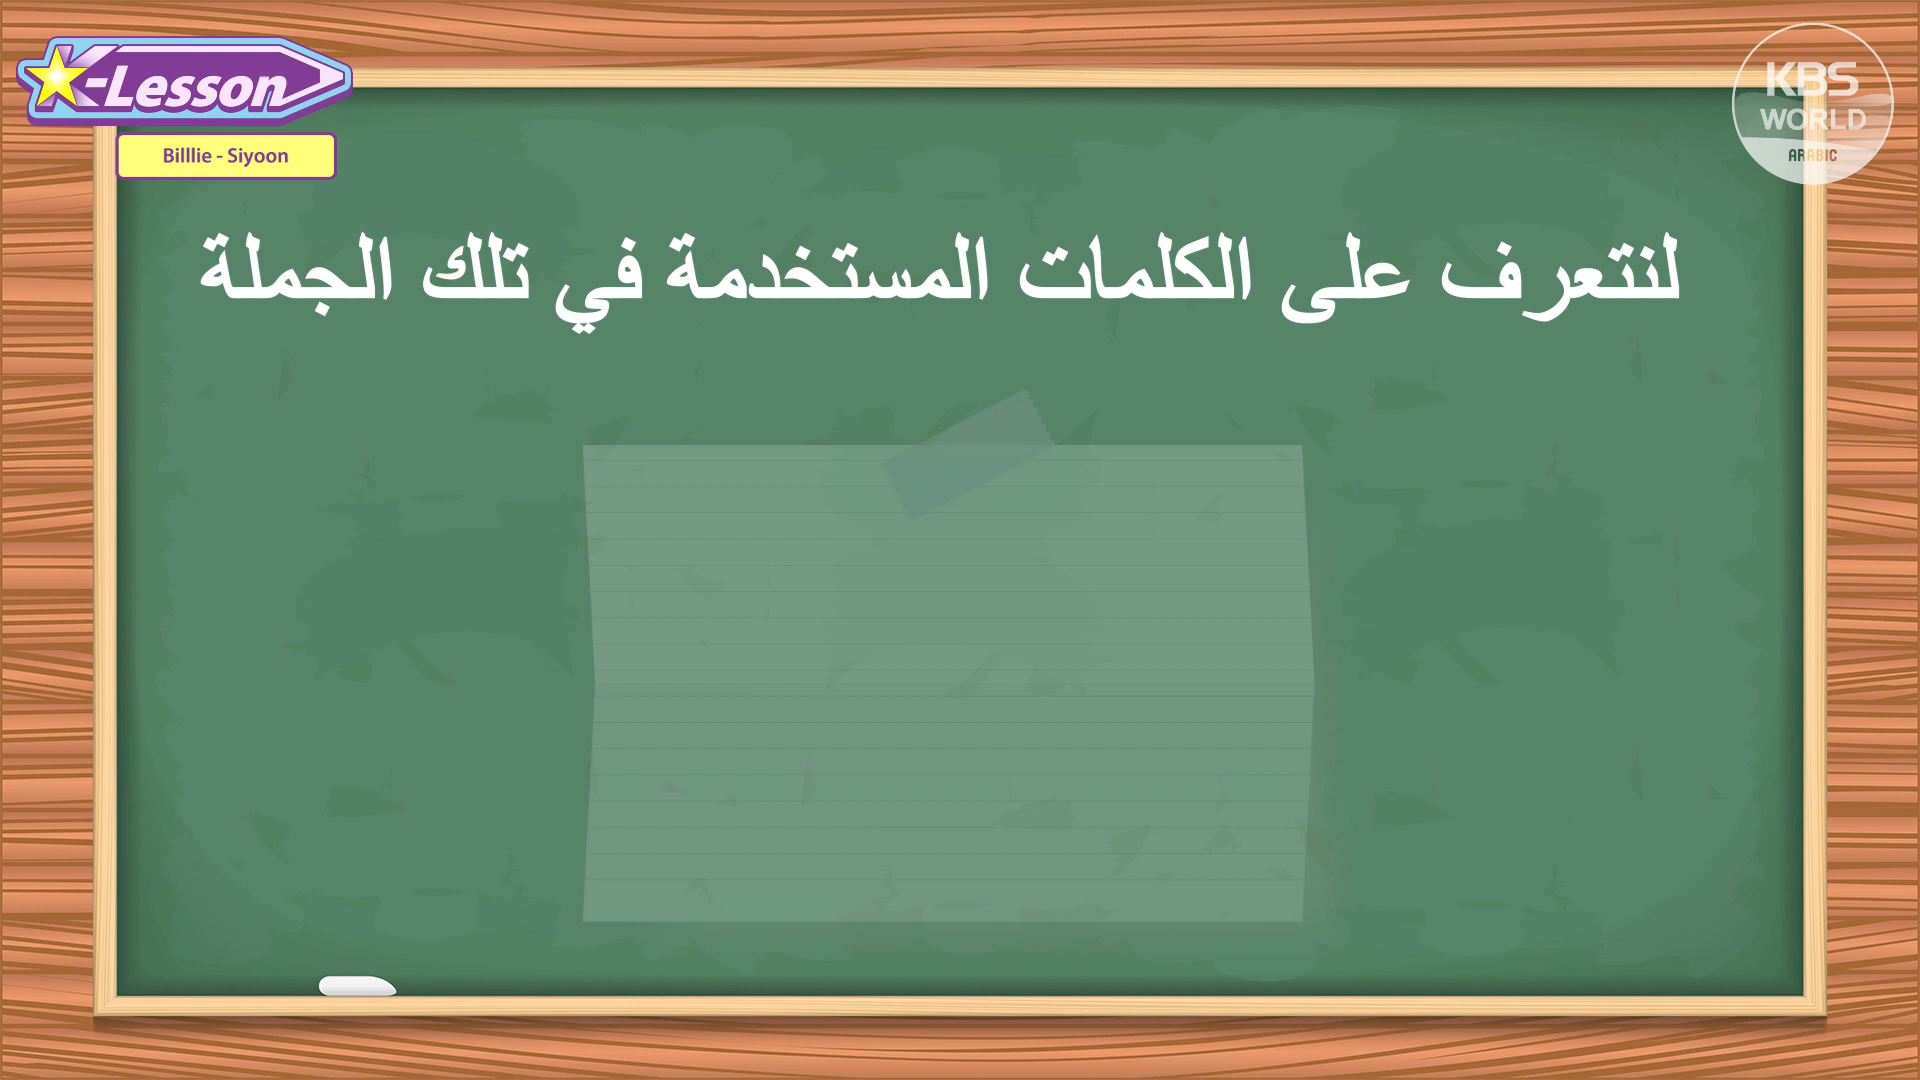 K-Lesson
Billlie - Siyoon
KBS
WORLD
ARABIC
لنتعرف على الكلمات المستخدمة في تلك الجملة